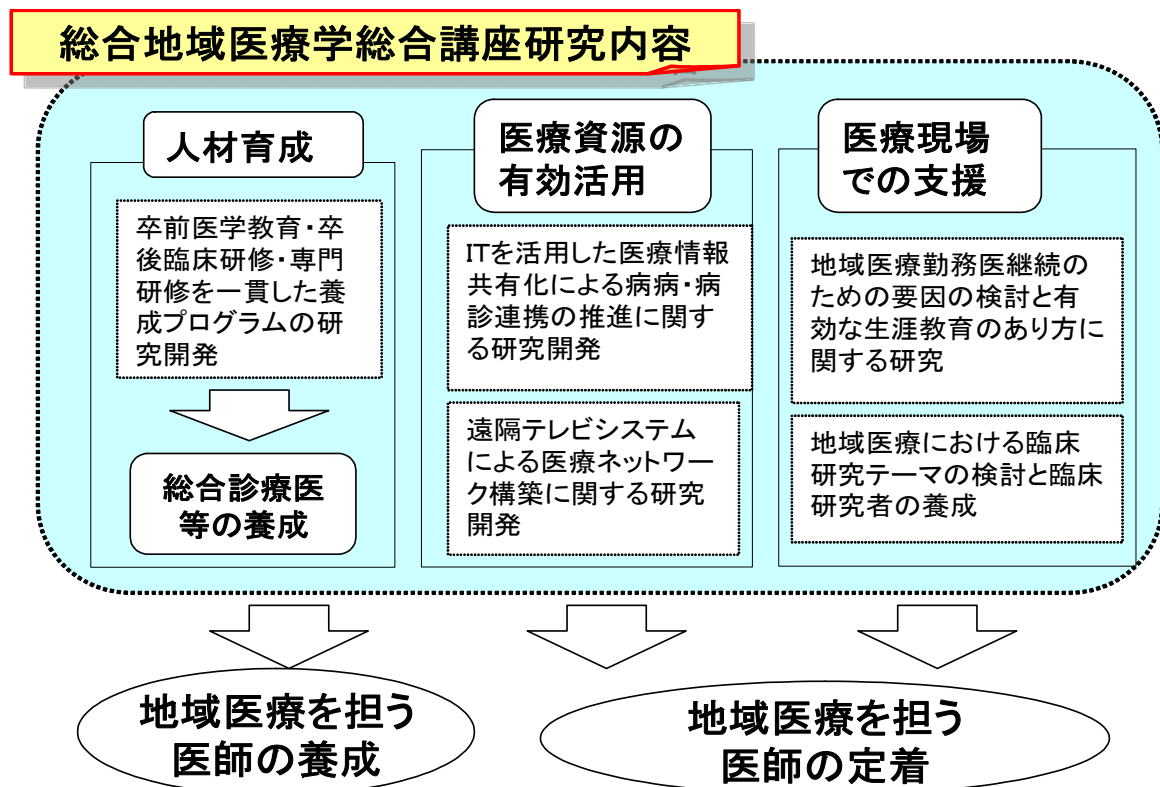 総合地域医療学総合講座研究内容
人材育成
卒前医学教育・卒
後臨床研修・専門
研修を一貫した養
成プログラムの研
究開発
総合診療医
等の養成
医療資源の
有効活用
ITを活用した医療情報
共有化による病病・病
診連携の推進に関す
る研究開発
遠隔テレビシステム
による医療ネットワー
ク構築に関する研究
開発
医療現場
での支援
地域医療勤務医継続の
ための要因の検討と有
効な生涯教育のあり方に
関する研究
地域医療における臨床
研究テーマの検討と臨床
研究者の養成
地域医療を担う
医師の養成
地域医療を担う
医師の定着